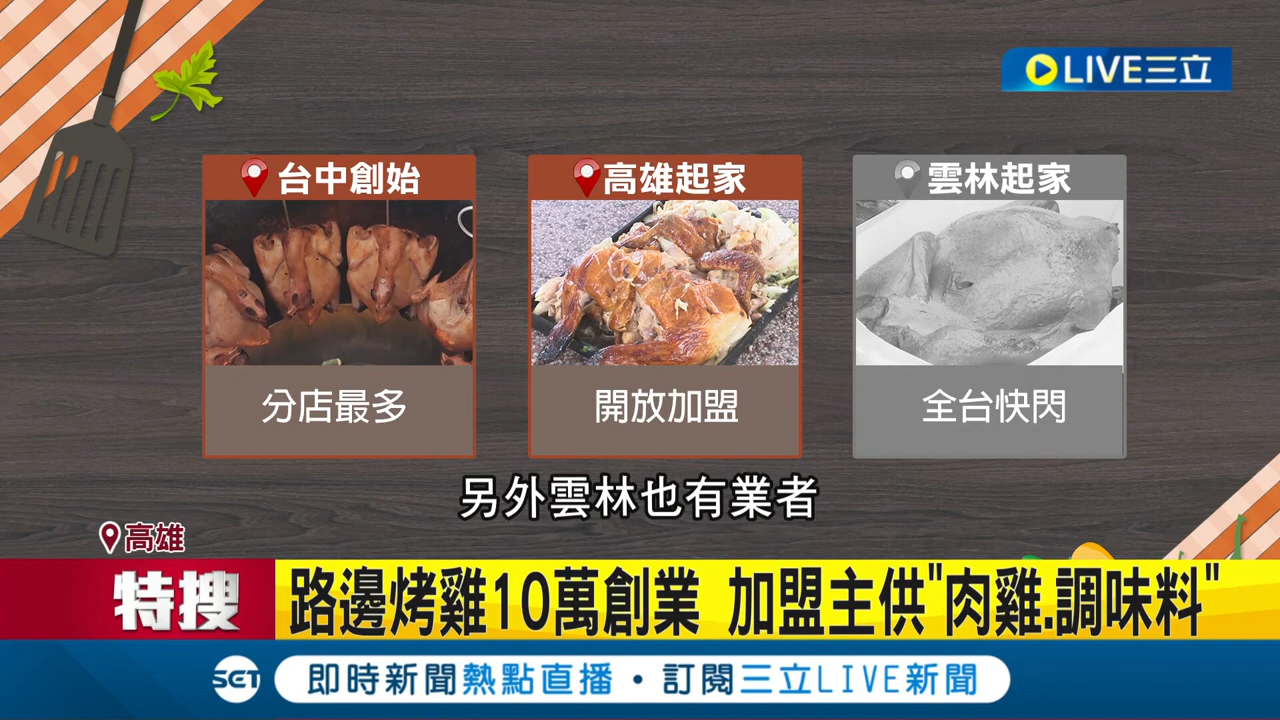 LIVE三立
台中創始
高雄起家
雲林起家
分店最多
開放加盟
全台快閃
另外雲林也有業者
高雄
特搜
路邊烤雞10萬創業 加盟主供"肉雞.調味料"
SET
即時新聞熱點直播・訂閱三立LIVE新聞